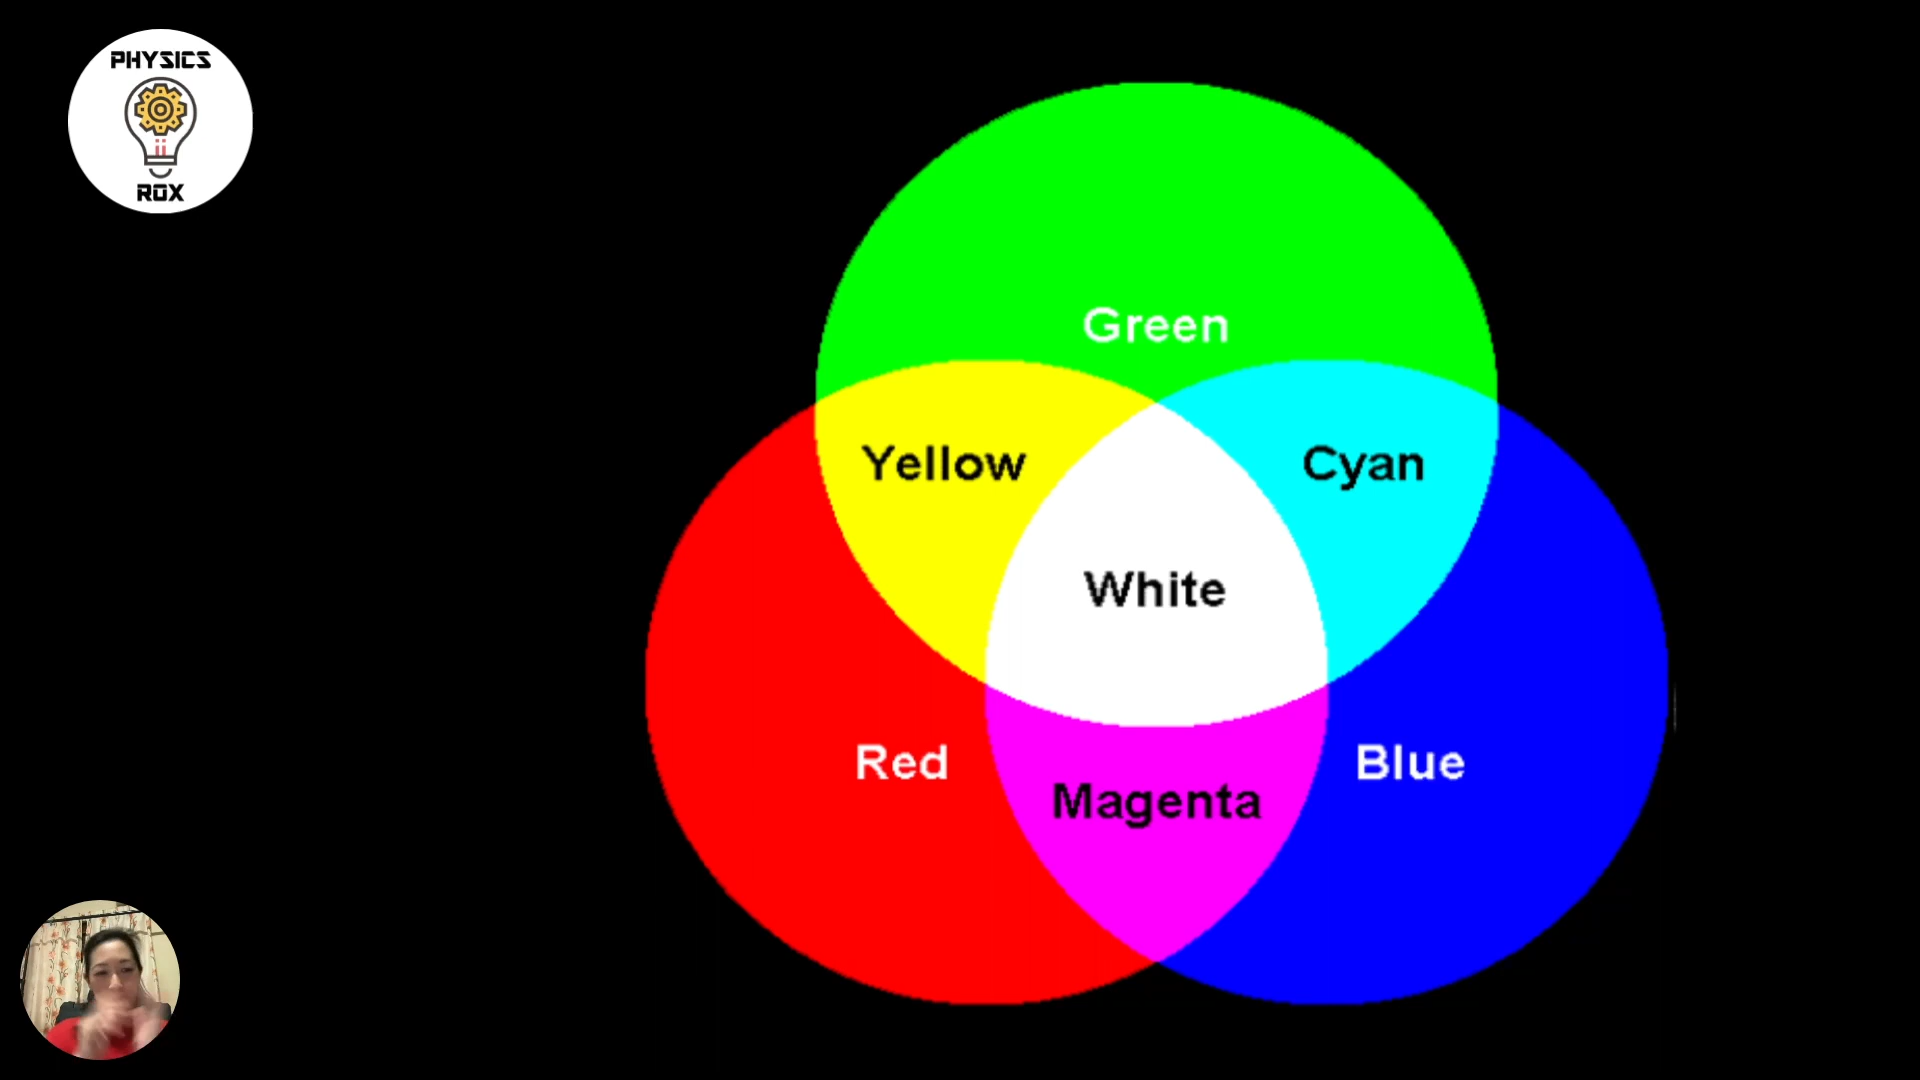 PHYSICS
ROX
Green
Yellow
Cyan
White
Red
Blue
Magenta